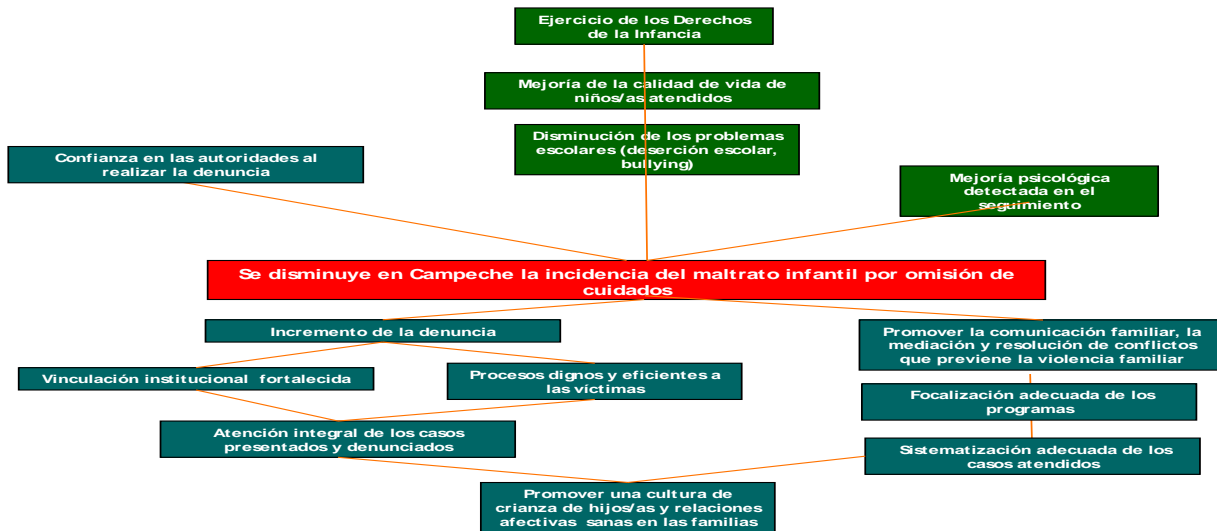 Ejercicio de los Derechos
de la Infancia
Mejoría de la calidad de vida de
niños/as atendidos
Disminución de los problemas
escolares (deserción escolar,
bullying)
Confianza en las autoridades al
realizar la denuncia
Mejoría psicológica
detectada en el
seguimiento
Se disminuye en Campeche la incidencia del maltrato infantil por omisión de
cuidados
Incremento de la denuncia
Promover la comunicación familiar, la
mediación y resolución de conflictos
que previene la violencia familiar
Vinculación institucional fortalecida
Procesos dignos y eficientes a
las víctimas
Focalización adecuada de los
programas
Atención integral de los casos
presentados y denunciados
Sistematización adecuada de los
casos atendidos
Promover una cultura de
crianza de hijos/as y relaciones
afectivas sanas en las familias